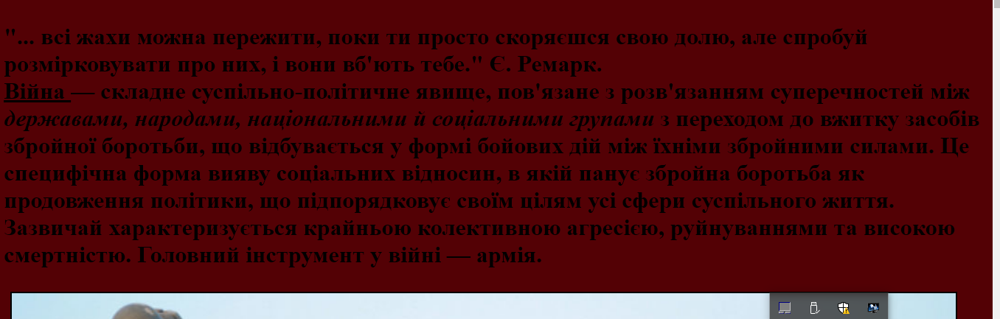 "... всі жахи можна пережити, поки ти просто скоряєшся свою долю, але спробуй
розмірковувати про них, і вони вб'ють тебе." Є. Ремарк.
Війна — складне суспільно-політичне явище, пов'язане з розв'язанням суперечностей між
державами, народами, національними й соціальними групами з переходом до вжитку засобів
збройної боротьби, що відбувається у формі бойових дій між їхніми збройними силами. Це
специфічна форма вияву соціальних відносин, в якій панує збройна боротьба як
продовження політики, що підпорядковує своїм цілям усі сфери суспільного життя.
Зазвичай характеризується крайньою колективною агресією, руйнуваннями та високою
смертністю. Головний інструмент у війні — армія.